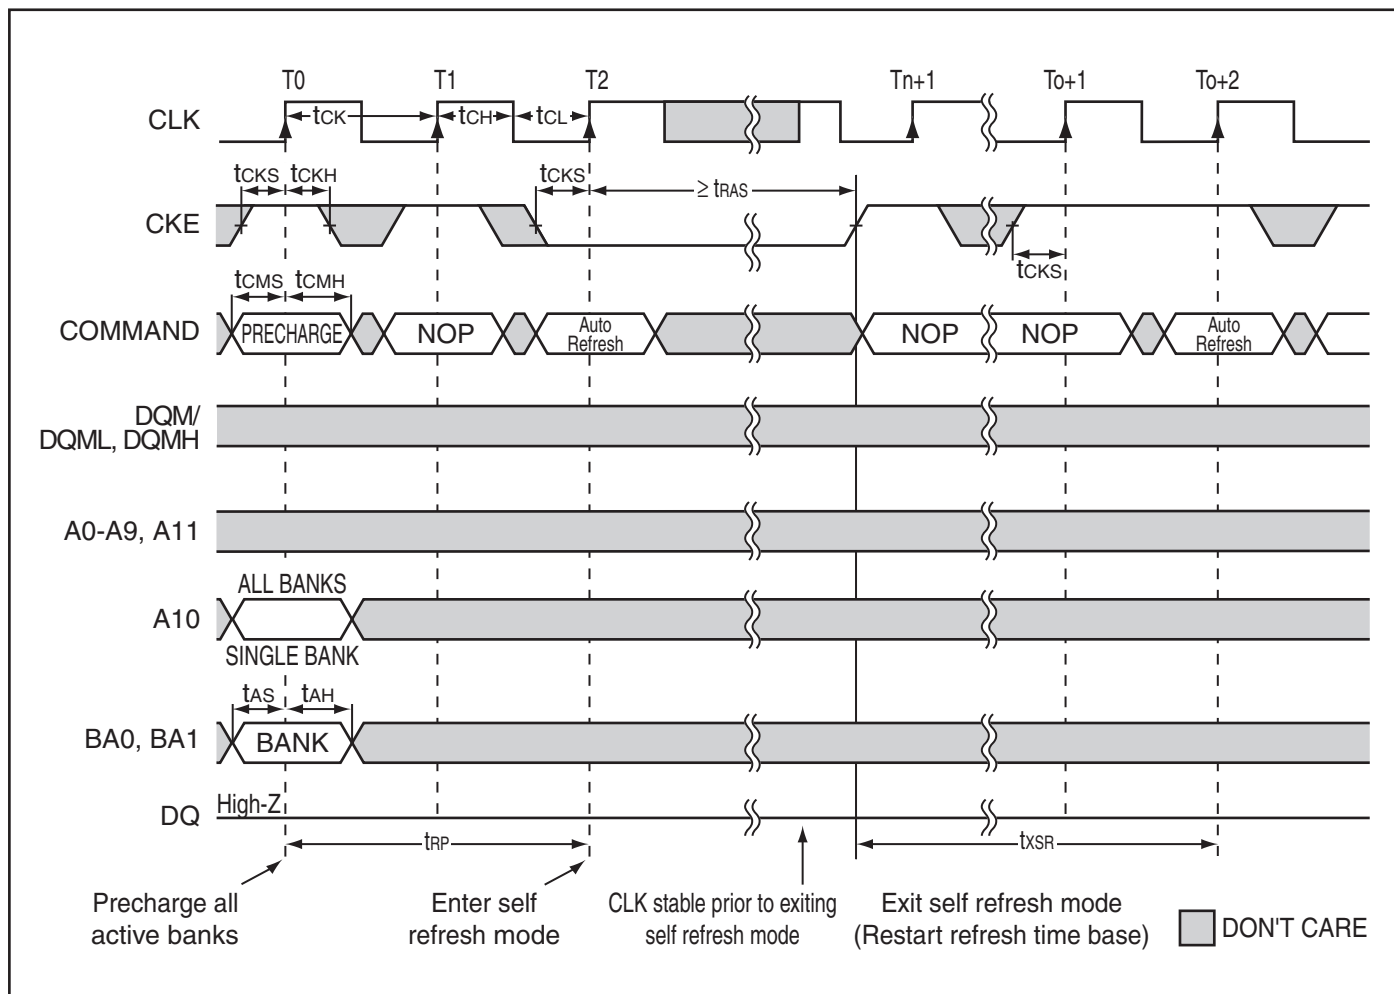 T0 T1 T2 Tn+1 To+1 To+2
CLK
tCK tCH tCL
tCKS tCKH tCKS ≥ tRAS
CKE
tCKS
tCMS tCMH
COMMAND PRECHARGE NOP Auto Refresh NOP NOP Auto Refresh
DQM/
DQML, DQMH
A0-A9, A11
ALL BANKS
A10
SINGLE BANK
tAS tAH
BA0, BA1 BANK
High-Z
DQ
tRP tXSR
Precharge all
active banks
Enter self
refresh mode
CLK stable prior to exiting
self refresh mode
Exit self refresh mode
(Restart refresh time base)
DON'T CARE